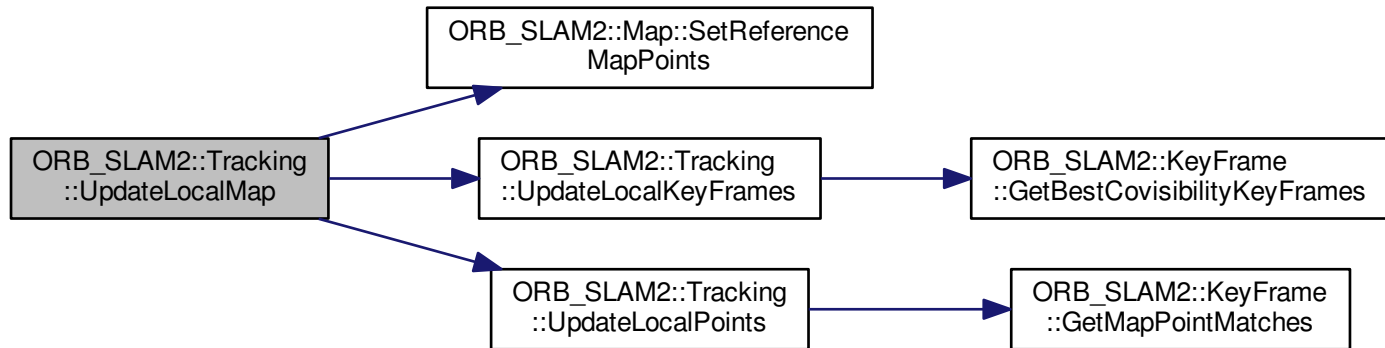 ORB_SLAM2::Map::SetReference
MapPoints
ORB_SLAM2::Tracking
::UpdateLocalMap
ORB_SLAM2::Tracking
::UpdateLocalKeyFrames
ORB_SLAM2::KeyFrame
::GetBestCovisibilityKeyFrames
ORB_SLAM2::Tracking
::UpdateLocalPoints
ORB_SLAM2::KeyFrame
::GetMapPointMatches